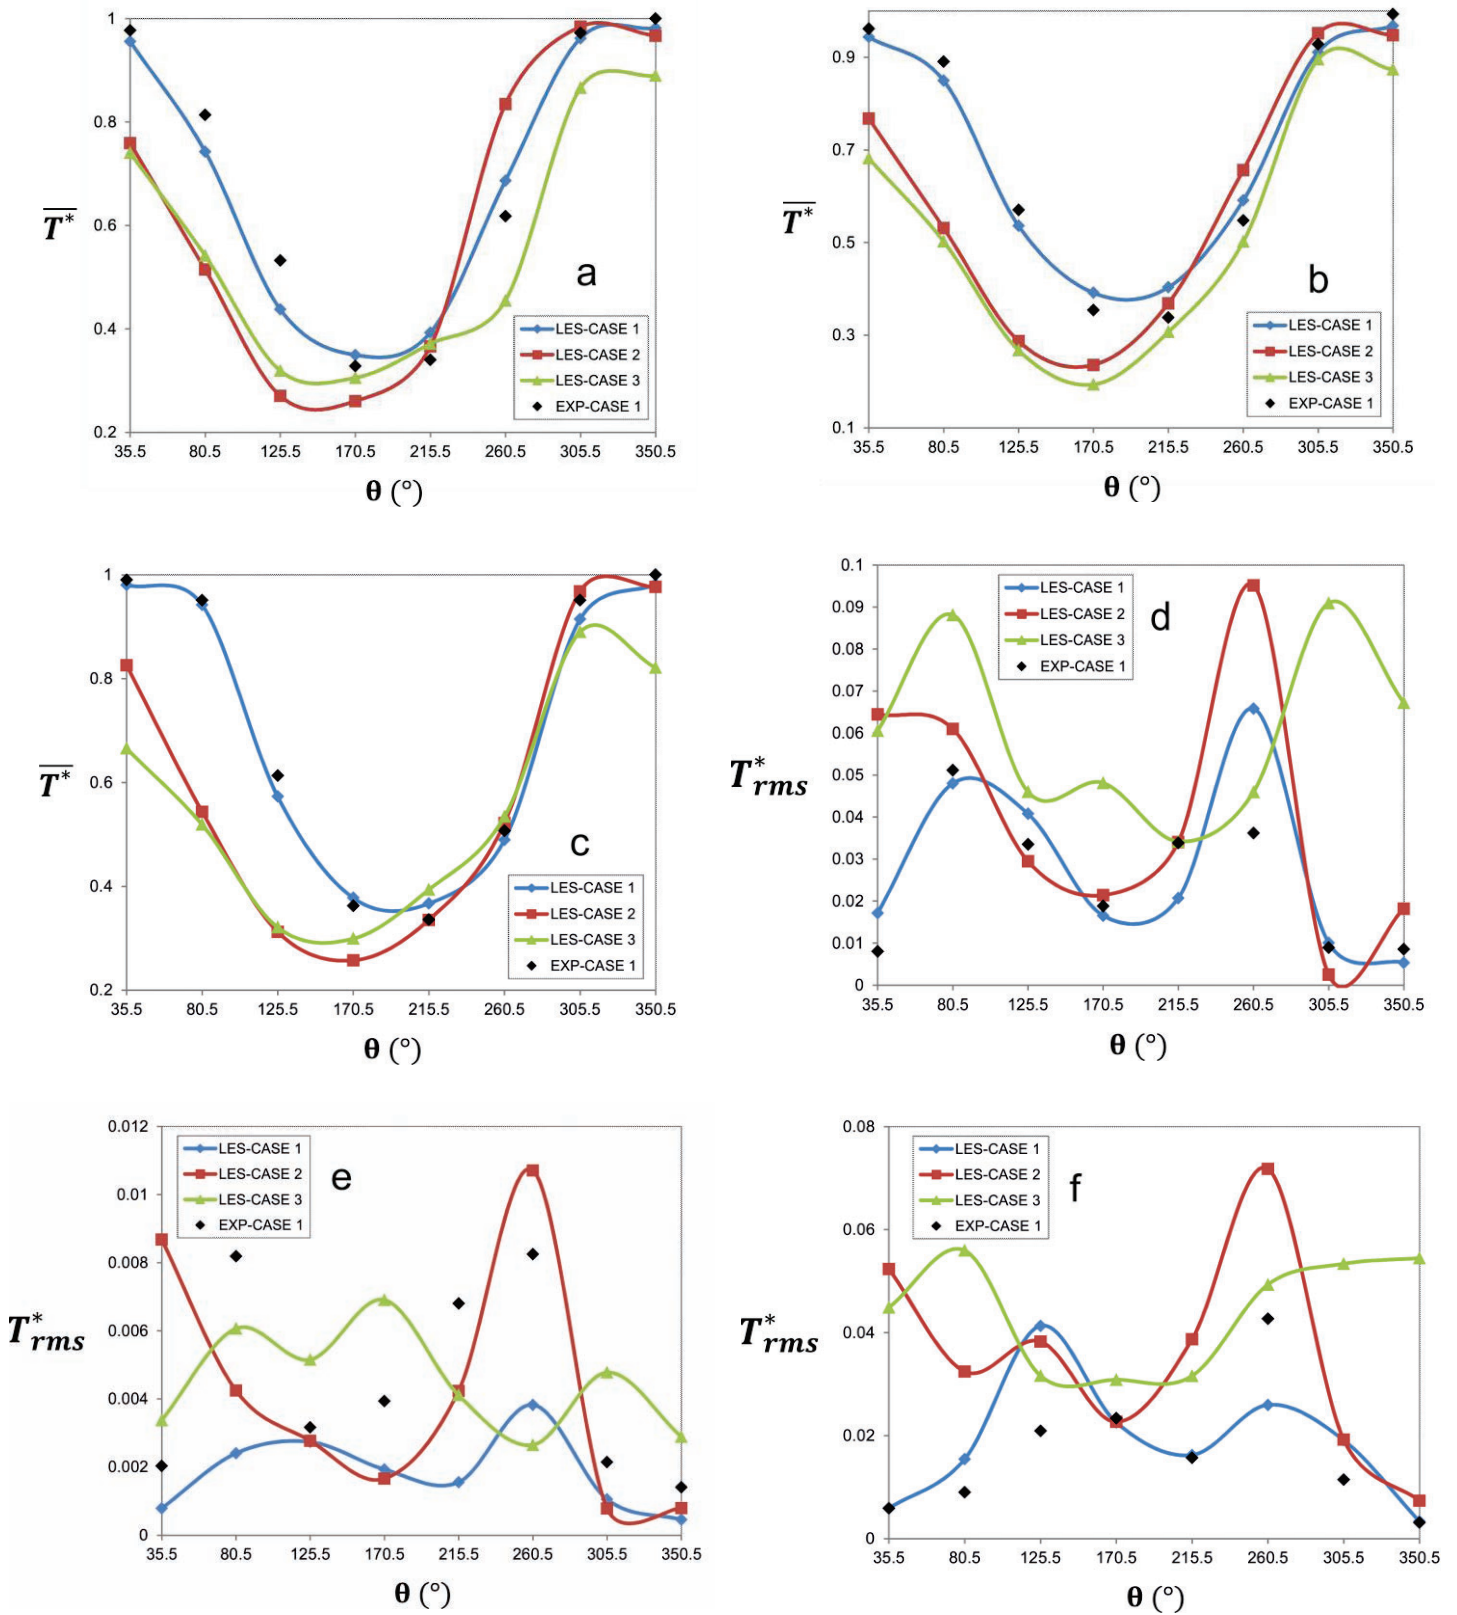 1
0.8
0.6
0.4
0.2
T*
35.5 80.5 125.5 170.5 215.5 260.5 305.5 350.5
θ (°)
a
LES-CASE 1
LES-CASE 2
LES-CASE 3
EXP-CASE 1
0.9
0.7
0.5
0.3
0.1
T*
35.5 80.5 125.5 170.5 215.5 260.5 305.5 350.5
θ (°)
b
LES-CASE 1
LES-CASE 2
LES-CASE 3
EXP-CASE 1
1
0.8
0.6
0.4
0.2
T*
35.5 80.5 125.5 170.5 215.5 260.5 305.5 350.5
θ (°)
c
LES-CASE 1
LES-CASE 2
LES-CASE 3
EXP-CASE 1
0.1
0.09
0.08
0.07
0.06
0.05
0.04
0.03
0.02
0.01
0
T*rms
35.5 80.5 125.5 170.5 215.5 260.5 305.5 350.5
θ (°)
d
LES-CASE 1
LES-CASE 2
LES-CASE 3
EXP-CASE 1
0.012
0.01
0.008
0.006
0.004
0.002
0
T*rms
35.5 80.5 125.5 170.5 215.5 260.5 305.5 350.5
θ (°)
e
LES-CASE 1
LES-CASE 2
LES-CASE 3
EXP-CASE 1
0.08
0.06
0.04
0.02
0
T*rms
35.5 80.5 125.5 170.5 215.5 260.5 305.5 350.5
θ (°)
f
LES-CASE 1
LES-CASE 2
LES-CASE 3
EXP-CASE 1